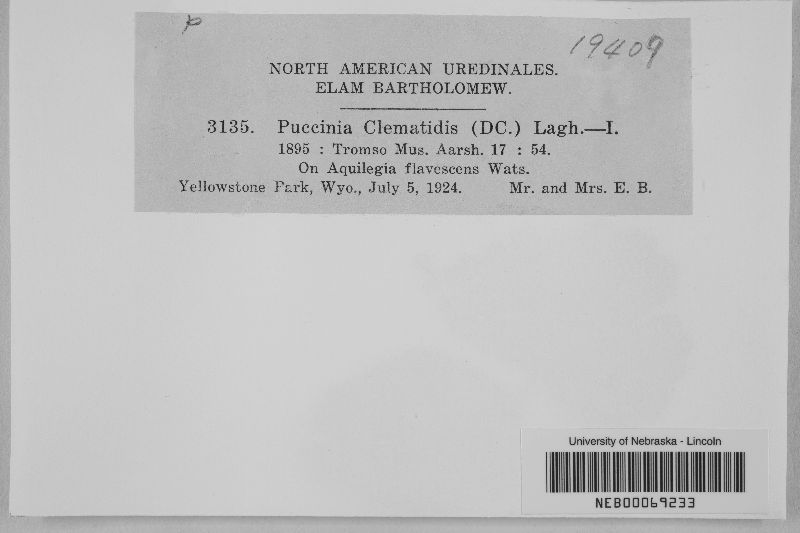 p
19409
NORTH AMERICAN UREDINALES.
ELAM BARTHOLOMEW.
3135. Puccinia Clematidis (DC.) Lagh.—I.
1895 : Tromso Mus. Aarsh. 17 : 54.
On Aquilegia flavescens Wats.
Yellowstone Park, Wyo., July 5, 1924. Mr. and Mrs. E. B.
University of Nebraska - Lincoln
NEB00069233